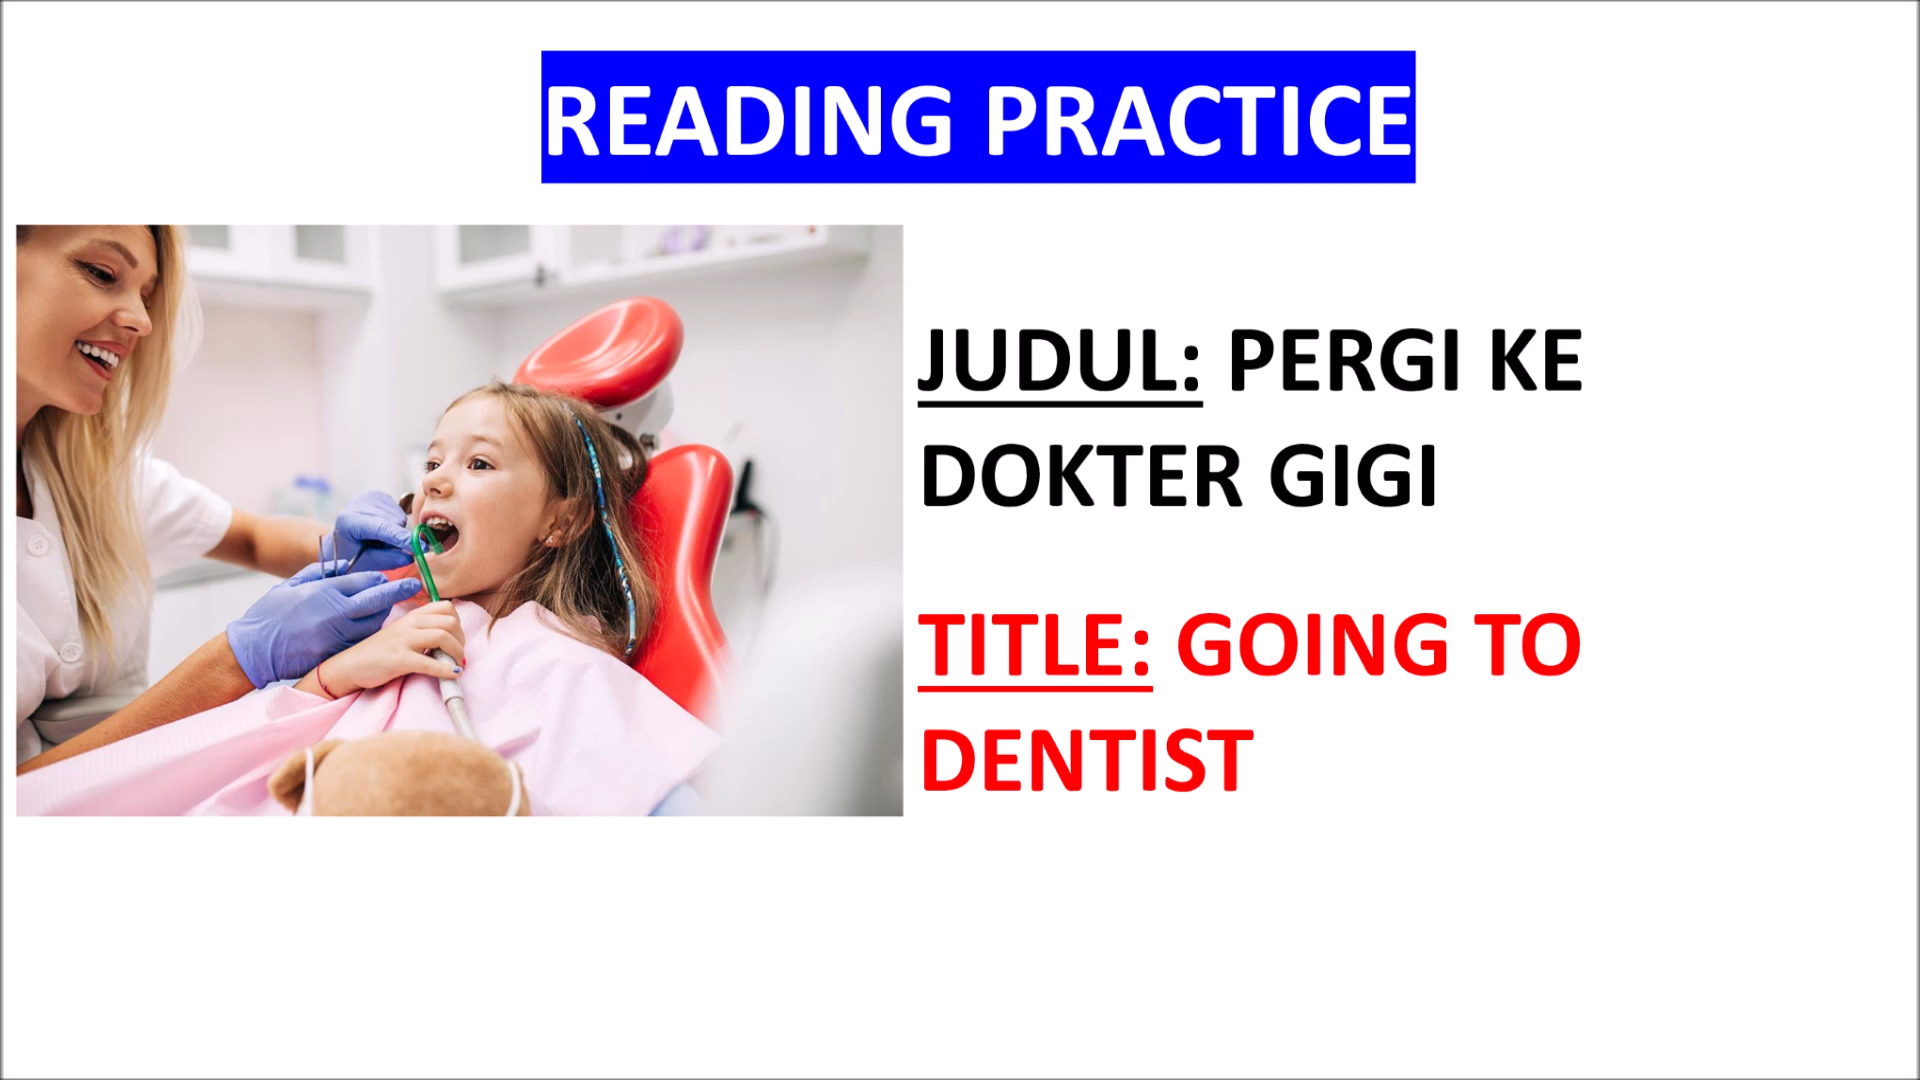 READING PRACTICE
JUDUL: PERGI KE
DOKTER GIGI
TITLE: GOING TO
DENTIST